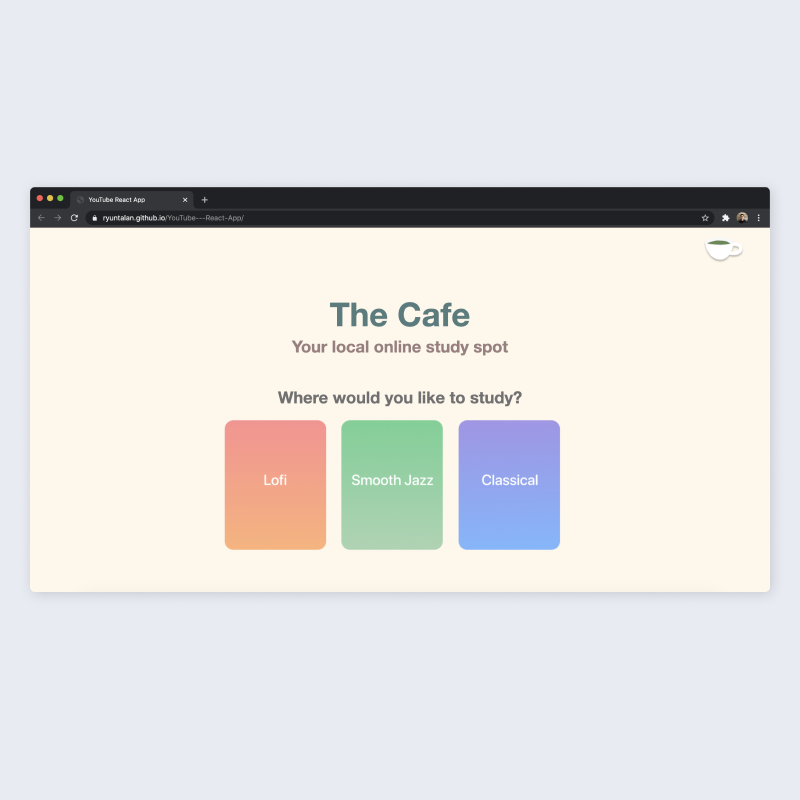 YouTube React App
ryuntalan.github.io/YouTube---React-App/
The Cafe
Your local online study spot
Where would you like to study?
Lofi
Smooth Jazz
Classical